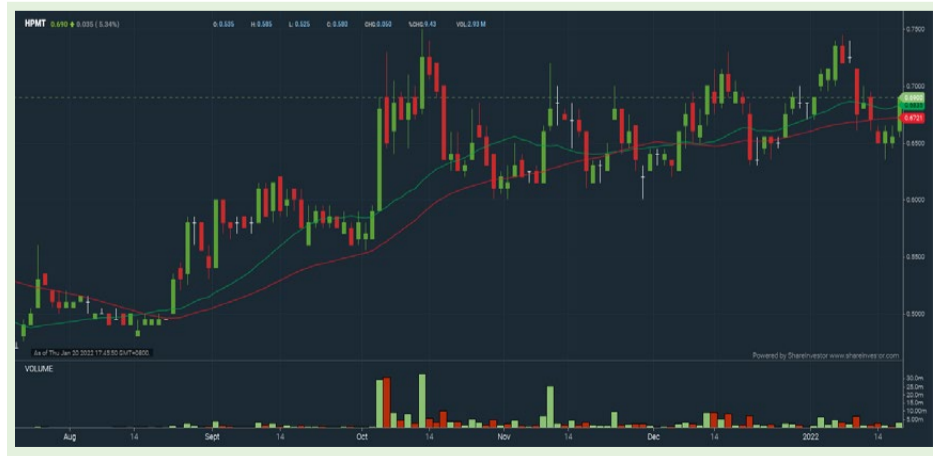 HPMT 0.690 0.035 ( 5.34%) O: 0.535 H: 0.585 L: 0.525 C: 0.580 CHG:0.050 %CHG:9.43 VOL:2.93 M
0.7500
0.7000
0.6900
0.6721
0.6500
0.6000
0.5500
0.5000
As of Thu Jan 20 2022 17:45:50 GMT+0800.
Powered by ShareInvestor www.shareinvestor.com
VOLUME
30.0m
25.0m
20.0m
15.0m
10.00m
5.00m
Aug 14 Sept 14 Oct 14 Nov 14 Dec 14 2022 14